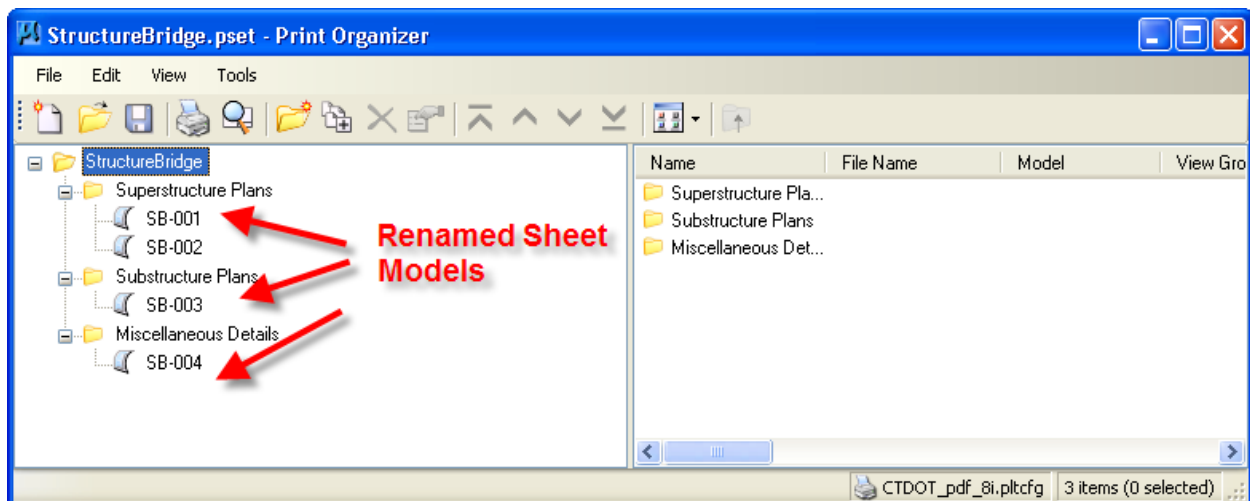 StructureBridge.pset - Print Organizer
File Edit View Tools
StructureBridge
Superstructure Plans
SB-001
SB-002
Substructure Plans
SB-003
Miscellaneous Details
SB-004
Renamed Sheet
Models
Name File Name Model View Gro
Superstructure Pla...
Substructure Plans
Miscellaneous Det...
CTDOT_pdf_8i.pltcfg 3 items (0 selected)